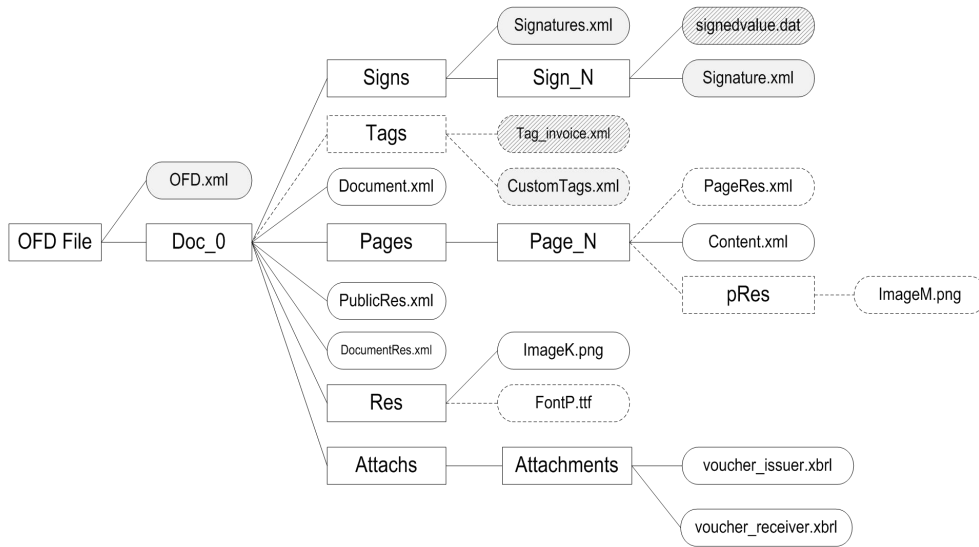 Signatures.xml
signedvalue.dat
Signs
Sign_N
Signature.xml
Tags
Tag_invoice.xml
OFD.xml
Document.xml
CustomTags.xml
PageRes.xml
OFD File
Doc_0
Pages
Page_N
Content.xml
PublicRes.xml
pRes
ImageM.png
DocumentRes.xml
ImageK.png
Res
FontP.ttf
Attachs
Attachments
voucher_issuer.xbrl
voucher_receiver.xbrl